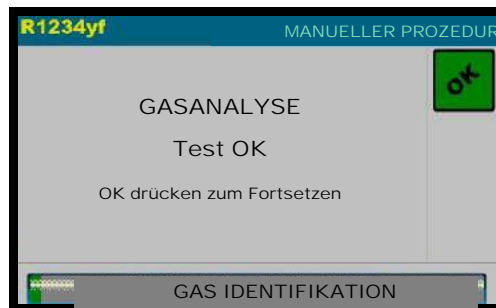 R1234yf
MANUELLER PROZEDUR
OK
GASANALYSE
Test OK
OK drücken zum Fortsetzen
GAS IDENTIFIKATION